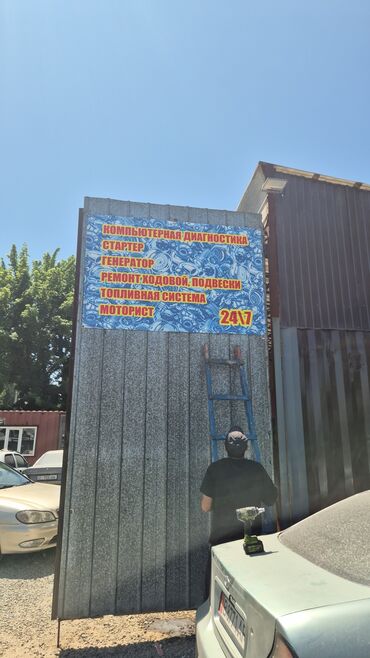 КОМПЬЮТЕРНАЯ ДИАГНОСТИКА
СТАРТЕР
ГЕНЕРАТОР
РЕМОНТ ХОДОВОЙ, ПОДВЕСКИ
ТОПЛИВНАЯ СИСТЕМА
МОТОРИСТ
24\7